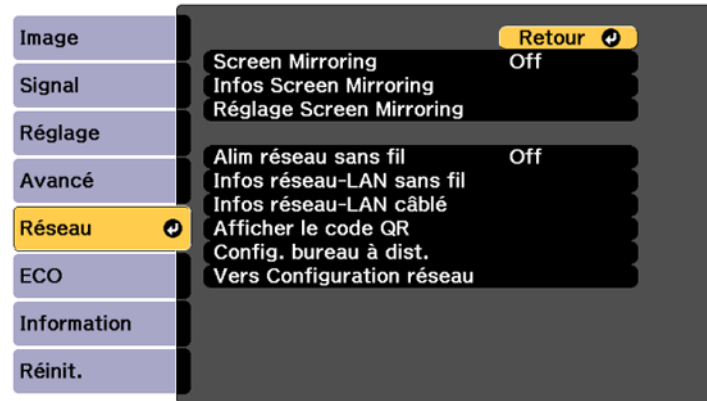 Image
Signal
Réglage
Avancé
Réseau
ECO
Information
Réinit.
Retour
Screen Mirroring Off
Infos Screen Mirroring
Réglage Screen Mirroring
Alim réseau sans fil Off
Infos réseau-LAN sans fil
Infos réseau-LAN câblé
Afficher le code QR
Config. bureau à dist.
Vers Configuration réseau